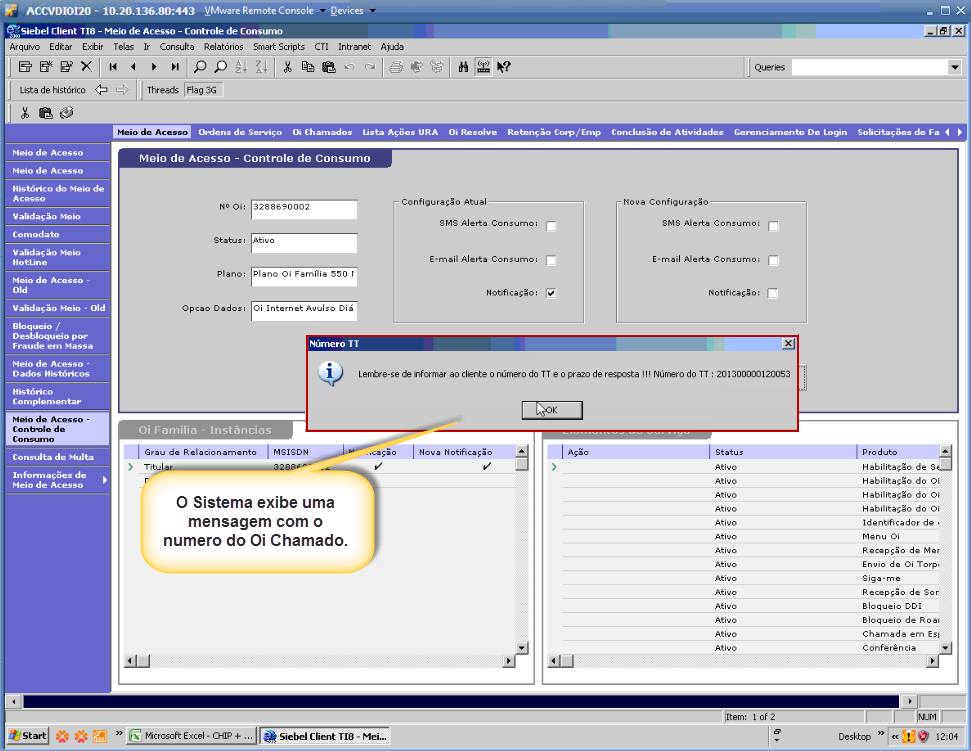 ACCVDIOI20 - 10.20.136.80:443 VMware Remote Console Devices
Siebel Client TI8 - Meio de Acesso - Controle de Consumo
Arquivo Editar Exibir Telas Ir Consulta Relatórios Smart Scripts CTI Intranet Ajuda
Queries
Lista de histórico Threads Flag 3G
Meio de Acesso Ordens de Serviço Oi Chamados Lista Ações URA Oi Resolve Retenção Corp/Emp Conclusão de Atividades Gerenciamento De Login Solicitações de Fa
Meio de Acesso
Meio de Acesso
Histórico do Meio de
Acesso
Validação Meio
Comodato
Validação Meio
HotLine
Meio de Acesso -
Old
Validação Meio - Old
Bloqueio /
Desbloqueio por
Fraude em Massa
Meio de Acesso -
Dados Históricos
Histórico
Complementar
Meio de Acesso -
Controle de
Consumo
Consulta de Multa
Informações de
Meio de Acesso
Meio de Acesso - Controle de Consumo
Nº Oi: 3288690002
Status: Ativo
Plano: Plano Oi Família 550
Opcao Dados: Oi Internet Avulso Diá
Configuração Atual
SMS Alerta Consumo:
E-mail Alerta Consumo:
Notificação:
Nova Configuração
SMS Alerta Consumo:
E-mail Alerta Consumo:
Notificação:
Número TT
Lembre-se de informar ao cliente o número do TT e o prazo de resposta !!! Número do TT : 201300000120053
OK
Oi Família - Instâncias
Grau de Relacionamento MSISDN Nova Notificação
Titular
O Sistema exibe uma
mensagem com o
numero do Oi Chamado.
Ação Status Produto
Ativo Habilitação de Se
Ativo Habilitação do Oi
Ativo Habilitação do Oi
Ativo Habilitação do Oi
Ativo Identificador de
Ativo Menu Oi
Ativo Recepção de Mer
Ativo Envio de Oi Torp
Ativo Siga-me
Ativo Recepção de Sor
Ativo Bloqueio DDI
Ativo Bloqueio de Roa
Ativo Chamada em Es
Ativo Conferência
Item: 1 of 2 NUM
Start Microsoft Excel - CHIP + ... Siebel Client TI8 - Mei... Desktop 12:04